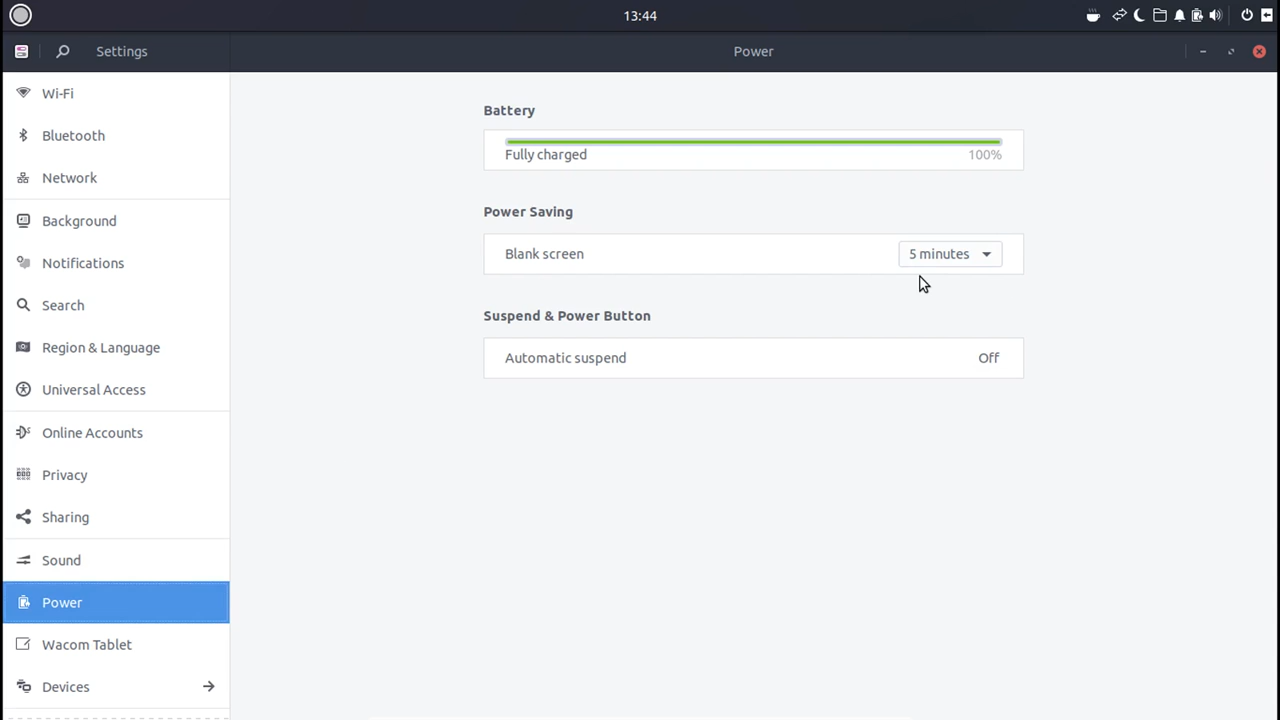 13:44
Settings
Power
Wi-Fi
Bluetooth
Network
Background
Notifications
Search
Region & Language
Universal Access
Online Accounts
Privacy
Sharing
Sound
Power
Wacom Tablet
Devices
Battery
Fully charged 100%
Power Saving
Blank screen 5 minutes
Suspend & Power Button
Automatic suspend Off